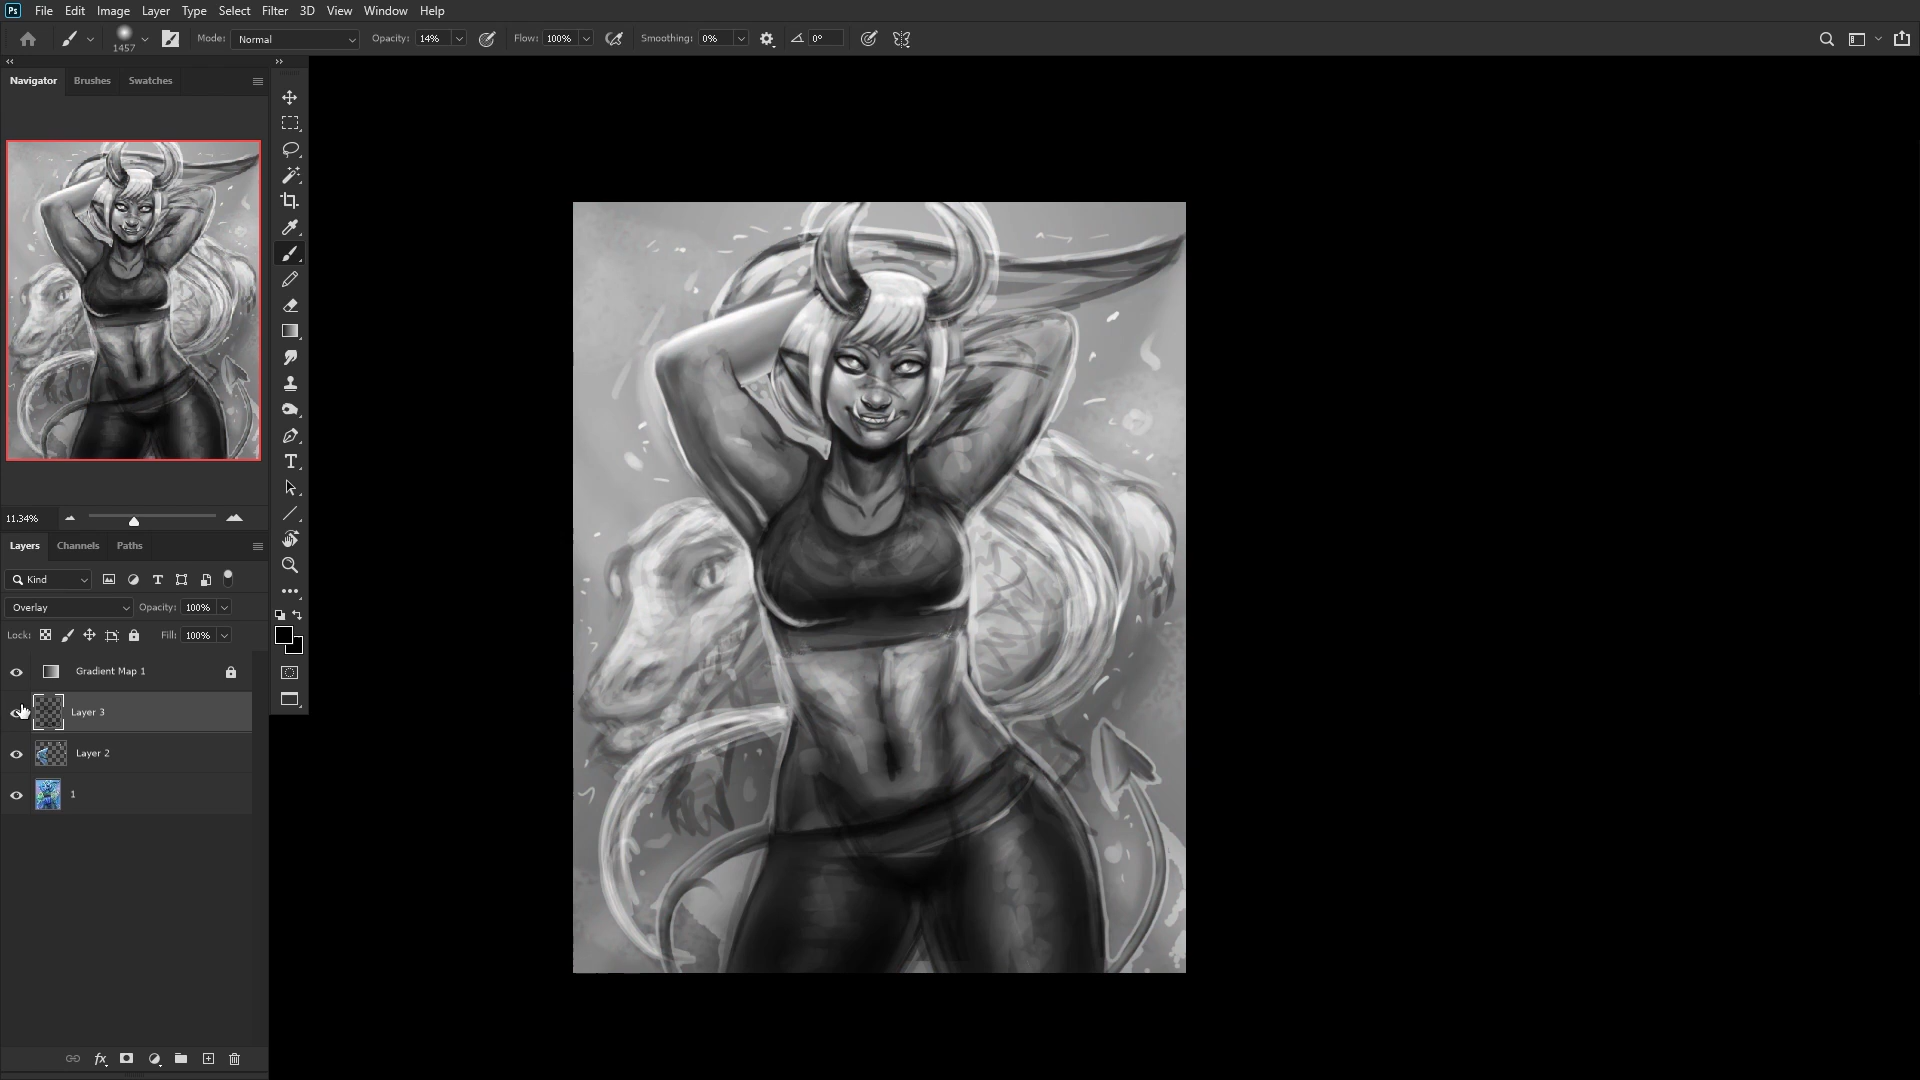 Ps File Edit Image Layer Type Select Filter 3D View Window Help
1457 Mode: Normal Opacity: 14% Flow: 100% Smoothing: 0% 0°
Navigator Brushes Swatches
11.34%
Layers Channels Paths
Kind
Overlay Opacity: 100%
Lock: Fill: 100%
Gradient Map 1
Layer 3
Layer 2
1
fx